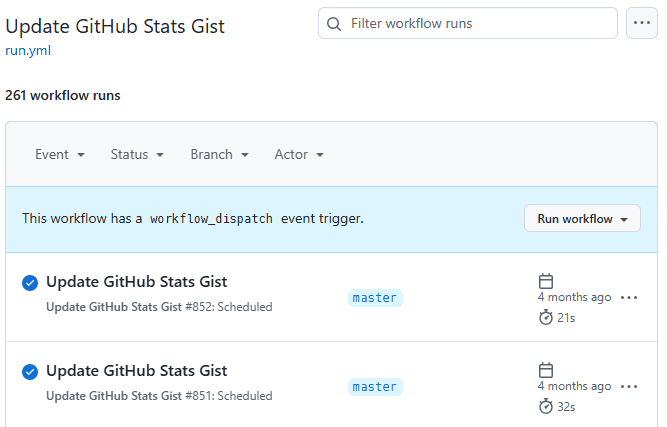 Update GitHub Stats Gist
Filter workflow runs
run.yml
261 workflow runs
Event Status Branch Actor
This workflow has a workflow_dispatch event trigger.
Run workflow
Update GitHub Stats Gist
Update GitHub Stats Gist #852: Scheduled
master
4 months ago
21s
Update GitHub Stats Gist
Update GitHub Stats Gist #851: Scheduled
master
4 months ago
32s